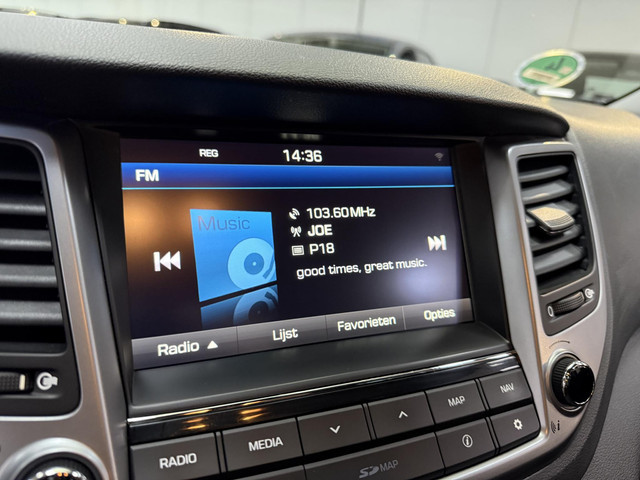 REG 14:36
FM
Music
103.60MHz
JOE
P18
good times, great music.
Radio ▲ Lijst Favorieten Opties
RADIO MEDIA MAP NAV
SD MAP